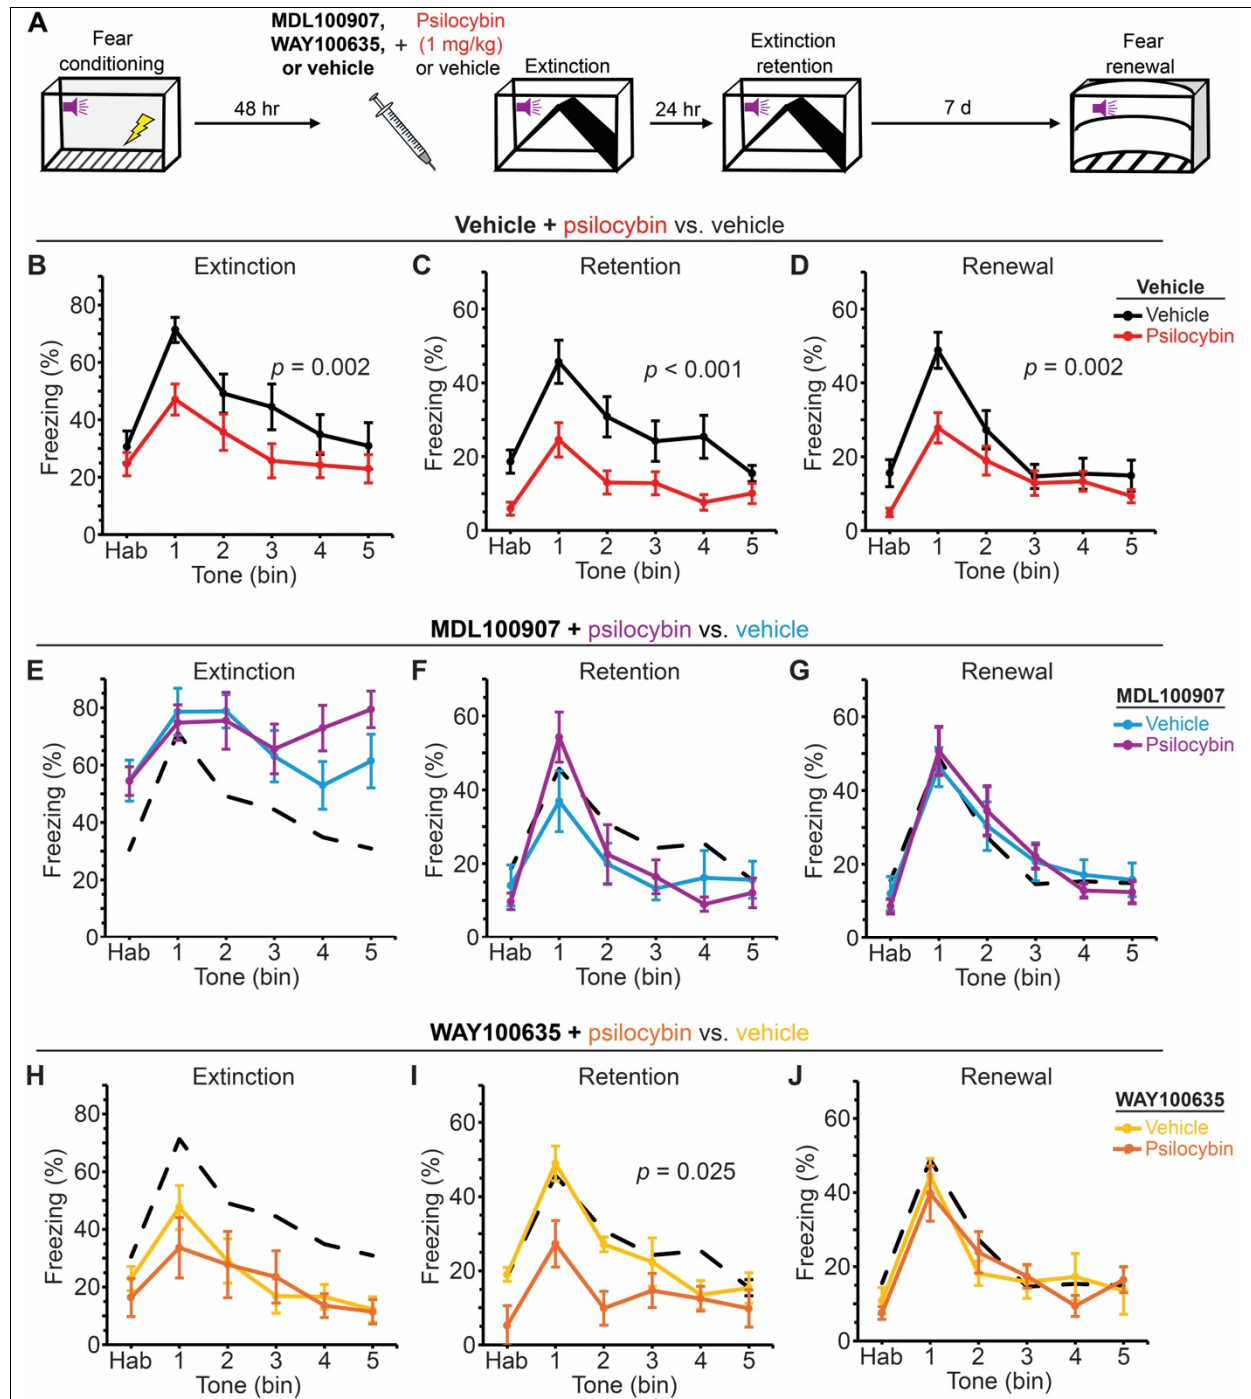 A
Fear
conditioning
48 hr
MDL100907,
WAY100635,
or vehicle
+
Psilocybin
(1 mg/kg)
or vehicle
Extinction
24 hr
Extinction
retention
7 d
Fear
renewal
Vehicle + psilocybin vs. vehicle
B
Extinction
Freezing (%)
80
60
40
20
0
p = 0.002
Hab 1 2 3 4 5
Tone (bin)
C
Retention
Freezing (%)
60
40
20
0
p < 0.001
Hab 1 2 3 4 5
Tone (bin)
D
Renewal
Freezing (%)
60
40
20
0
p = 0.002
Hab 1 2 3 4 5
Tone (bin)
Vehicle
Vehicle
Psilocybin
MDL100907 + psilocybin vs. vehicle
E
Extinction
Freezing (%)
80
60
40
20
0
Hab 1 2 3 4 5
Tone (bin)
F
Retention
Freezing (%)
60
40
20
0
Hab 1 2 3 4 5
Tone (bin)
G
Renewal
Freezing (%)
60
40
20
0
Hab 1 2 3 4 5
Tone (bin)
MDL100907
Vehicle
Psilocybin
WAY100635 + psilocybin vs. vehicle
H
Extinction
Freezing (%)
80
60
40
20
0
Hab 1 2 3 4 5
Tone (bin)
I
Retention
Freezing (%)
60
40
20
0
p = 0.025
Hab 1 2 3 4 5
Tone (bin)
J
Renewal
Freezing (%)
60
40
20
0
Hab 1 2 3 4 5
Tone (bin)
WAY100635
Vehicle
Psilocybin